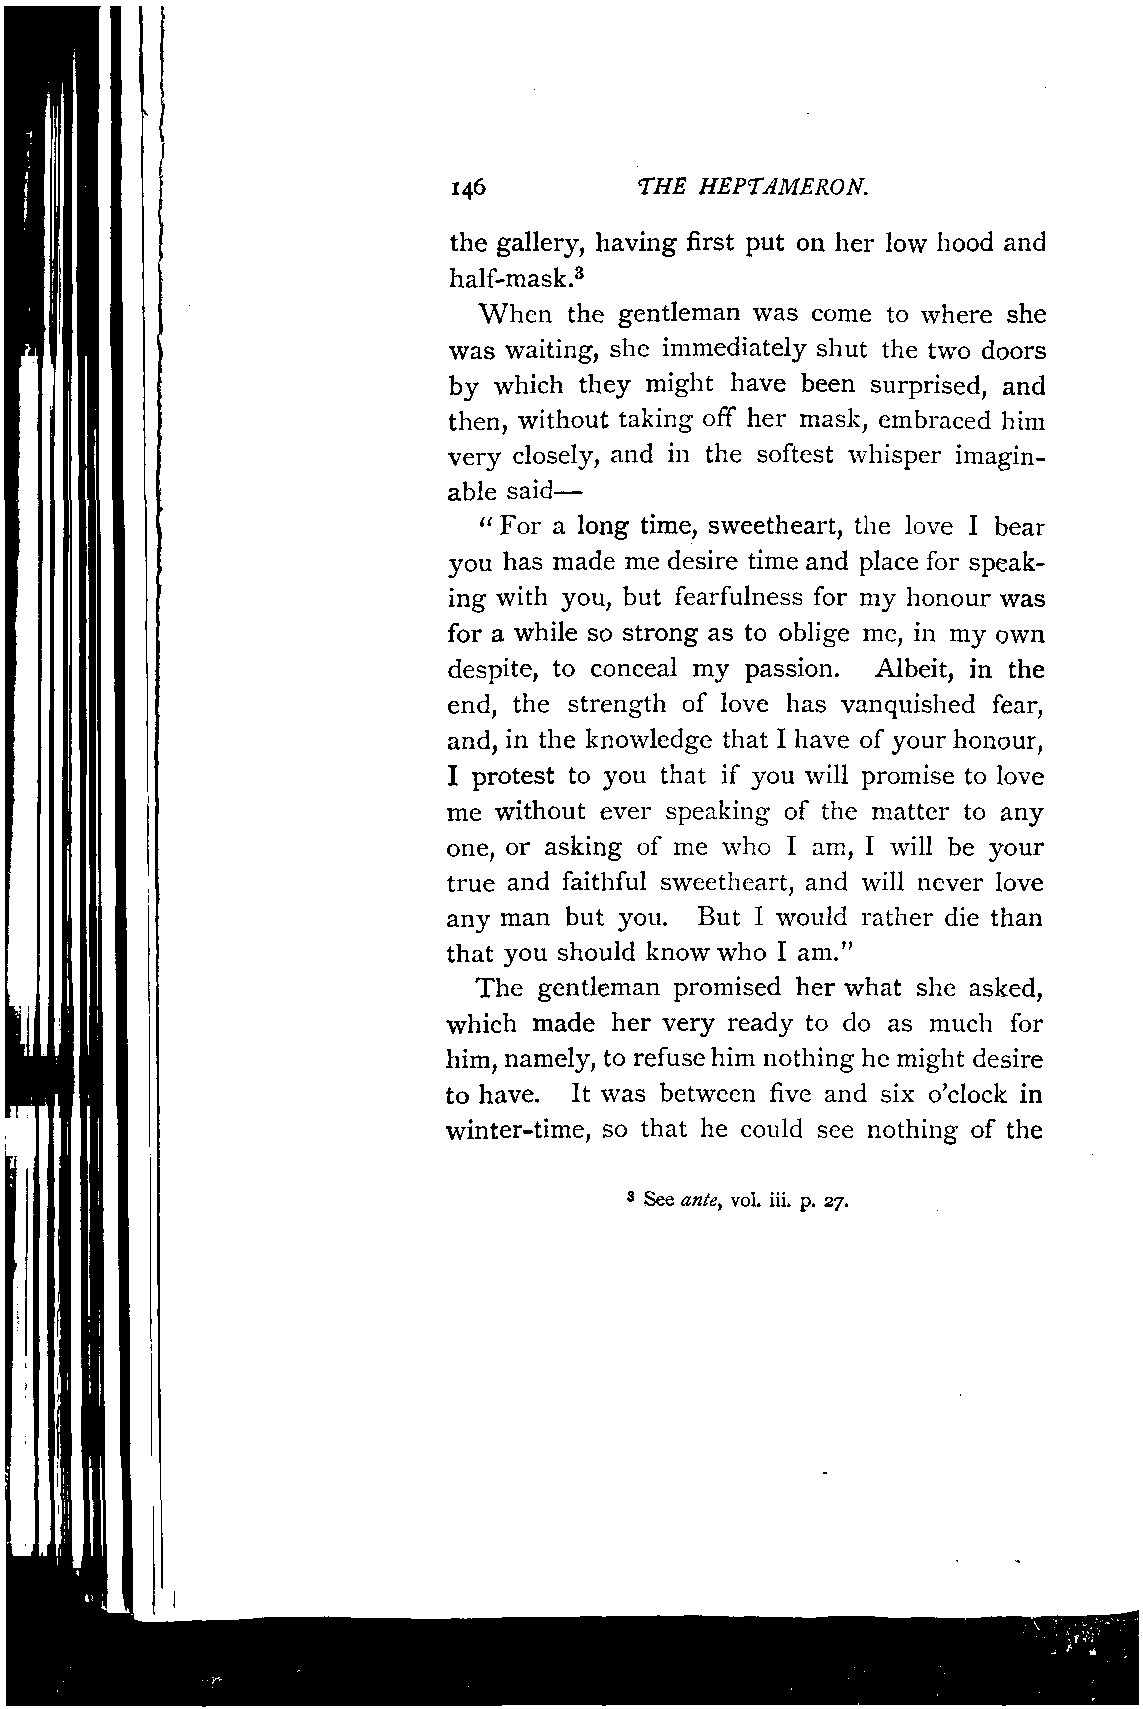 146 THE HEPTAMERON.
the gallery, having first put on her low hood and
half-mask.³
When the gentleman was come to where she
was waiting, she immediately shut the two doors
by which they might have been surprised, and
then, without taking off her mask, embraced him
very closely, and in the softest whisper imagin-
able said—
“For a long time, sweetheart, the love I bear
you has made me desire time and place for speak-
ing with you, but fearfulness for my honour was
for a while so strong as to oblige me, in my own
despite, to conceal my passion. Albeit, in the
end, the strength of love has vanquished fear,
and, in the knowledge that I have of your honour,
I protest to you that if you will promise to love
me without ever speaking of the matter to any
one, or asking of me who I am, I will be your
true and faithful sweetheart, and will never love
any man but you. But I would rather die than
that you should know who I am.”
The gentleman promised her what she asked,
which made her very ready to do as much for
him, namely, to refuse him nothing he might desire
to have. It was between five and six o’clock in
winter-time, so that he could see nothing of the
³ See ante, vol. iii. p. 27.